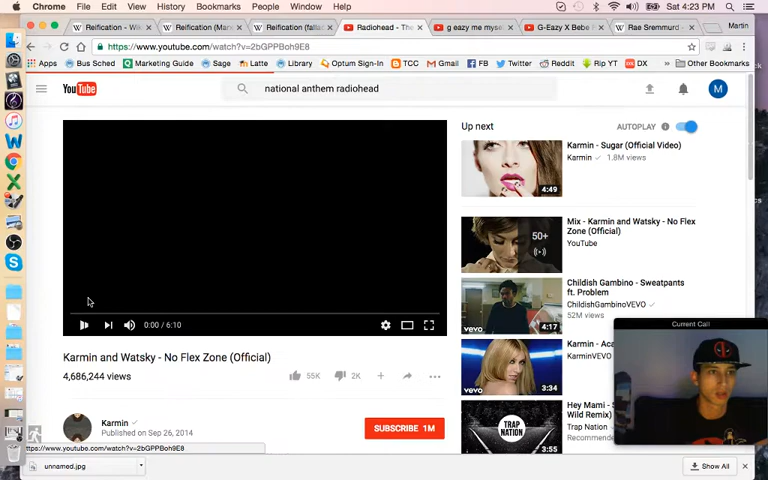 Chrome File Edit View History Bookmarks People Window Help Sat 4:23 PM
Reification - Wi Reification (Mar Reification (falla Radiohead - The g eazy me mysel G-Eazy X Bebe R Rae Sremmurd - Martin
https://www.youtube.com/watch?v=2bGPPBoh9E8
Apps Bus Sched Marketing Guide Sage Library Optum Sign-In TCC Gmail FB Twitter Reddit Rip YT DX Other Bookmarks
YouTube national anthem radiohead M
Up next AUTOPLAY
Karmin - Sugar (Official Video)
Karmin 1.8M views
4:49
Mix - Karmin and Watsky - No Flex
Zone (Official)
YouTube
50+
Childish Gambino - Sweatpants
ft. Problem
ChildishGambinoVEVO
52M views
vevo 4:17
0:00 / 6:10
Karmin and Watsky - No Flex Zone (Official)
4,686,244 views 55K 2K
Karmin - Aca
KarminVEVO
vevo 3:34
Current Call
Karmin
Published on Sep 26, 2014
SUBSCRIBE 1M
Hey Mami - S
Wild Remix)
Trap Nation
Recommende
TRAP
NATION
3:55
https://www.youtube.com/watch?v=2bGPPBoh9E8
unnamed.jpg Show All